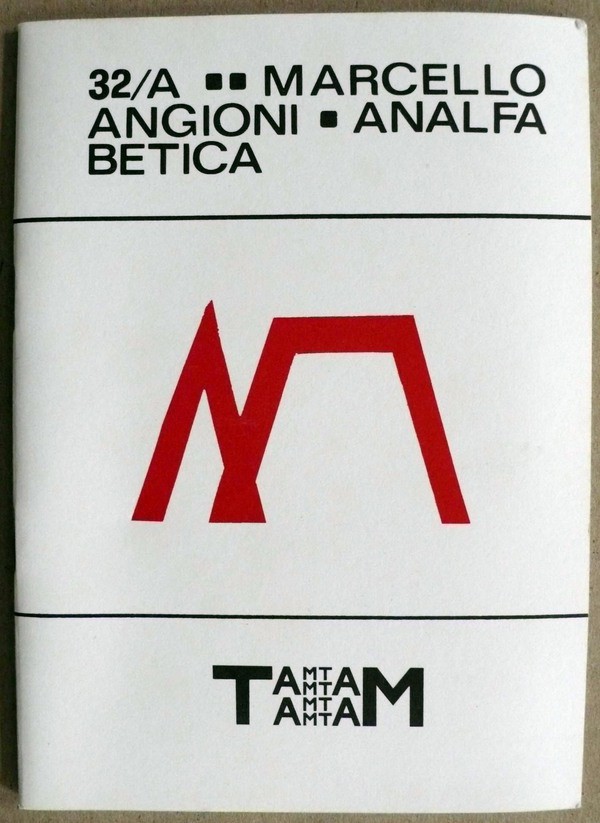 32/A ▪▪ MARCELLO
ANGIONI ▪ ANALFA
BETICA
TAMTAM